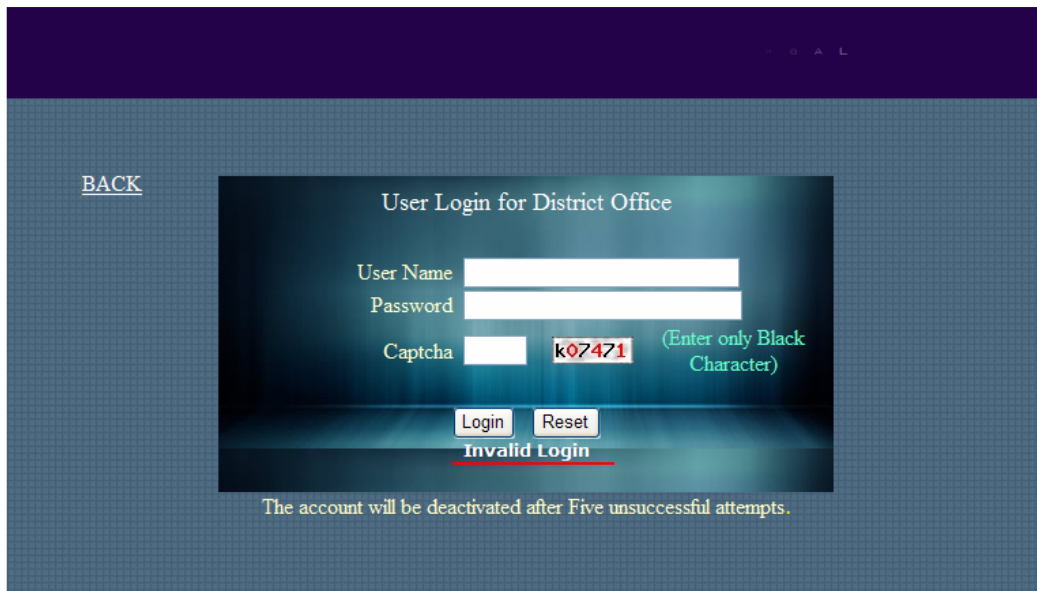 O A L
BACK
User Login for District Office
User Name
Password
Captcha
k07471
(Enter only Black
Character)
Login
Reset
Invalid Login
The account will be deactivated after Five unsuccessful attempts.